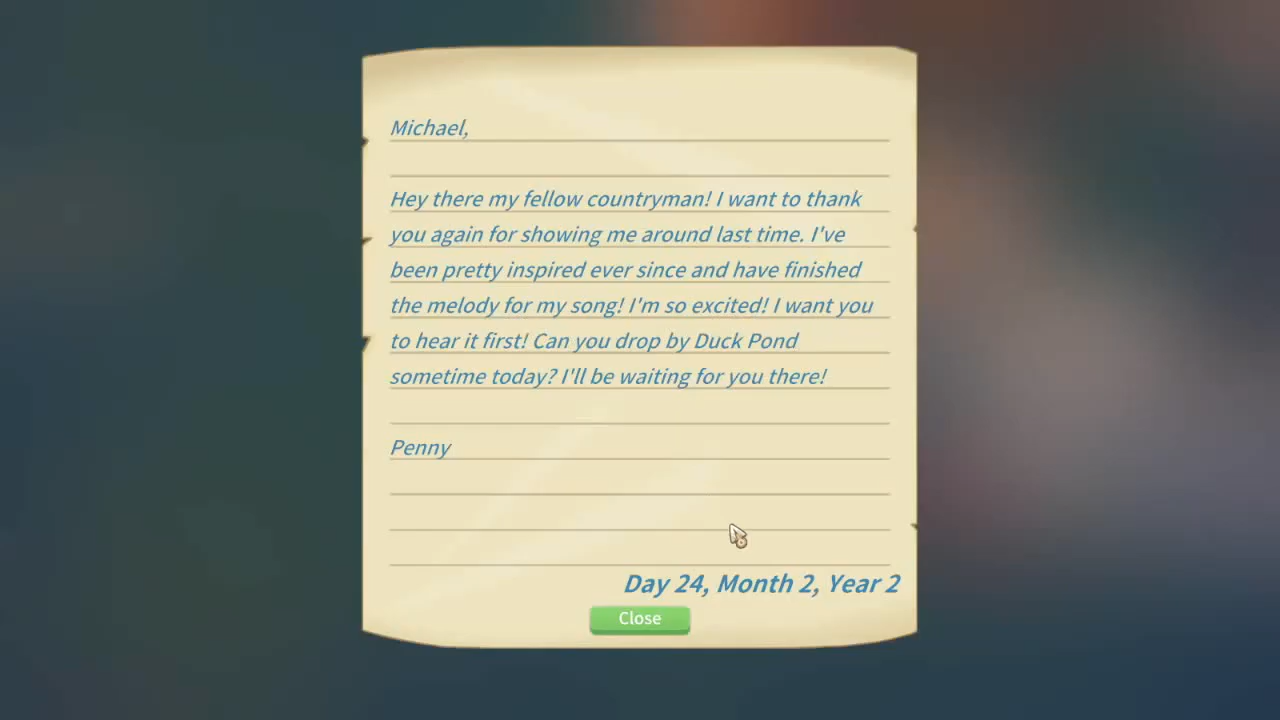 Michael,
Hey there my fellow countryman! I want to thank
you again for showing me around last time. I've
been pretty inspired ever since and have finished
the melody for my song! I'm so excited! I want you
to hear it first! Can you drop by Duck Pond
sometime today? I'll be waiting for you there!
Penny
Day 24, Month 2, Year 2
Close